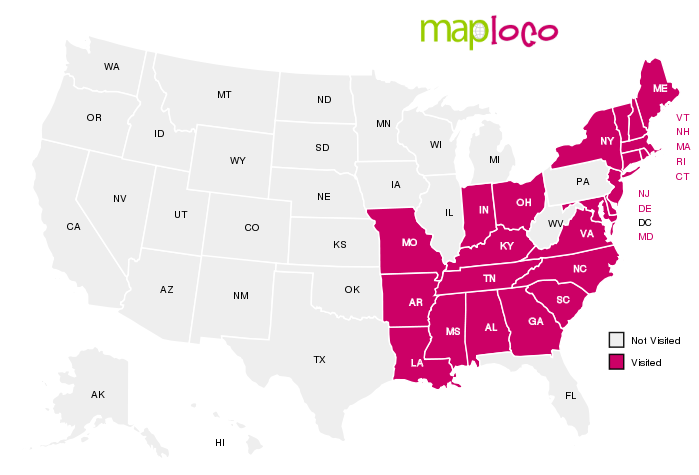 maploco
WA
MT
ND
MN
ME
OR
ID
SD
WI
MI
NY
VT
NH
MA
RI
CT
WY
NV
UT
NE
IA
IL
IN
OH
PA
NJ
DE
DC
MD
CA
CO
KS
MO
KY
WV
VA
AZ
NM
OK
AR
TN
NC
SC
TX
LA
MS
AL
GA
FL
AK
HI
Not Visited
Visited